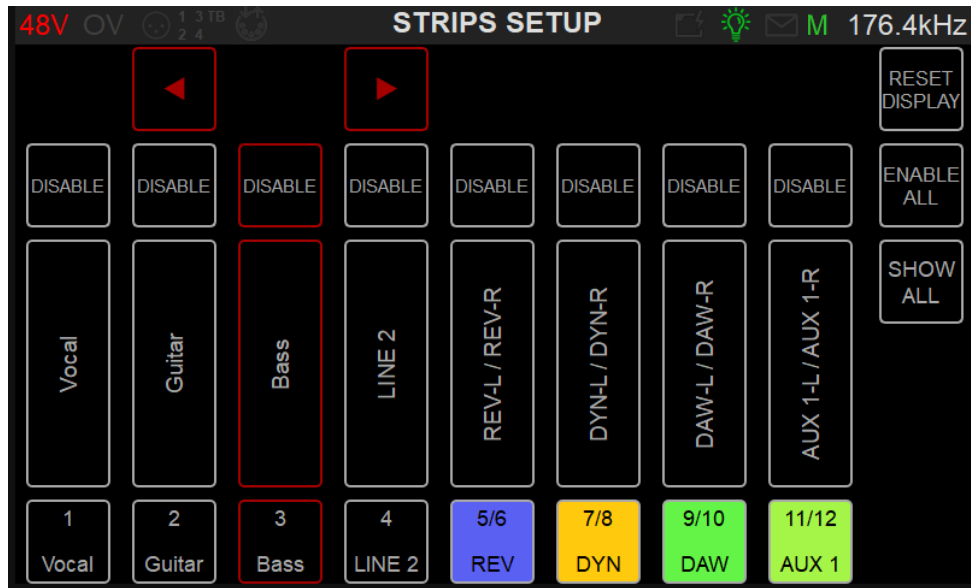 48V OV 1 3 TB 2 4 STRIPS SETUP M 176.4kHz
RESET
DISPLAY
DISABLE DISABLE DISABLE DISABLE DISABLE DISABLE DISABLE DISABLE
ENABLE
ALL
SHOW
ALL
Vocal
Guitar
Bass
LINE 2
REV-L / REV-R
DYN-L / DYN-R
DAW-L / DAW-R
AUX 1-L / AUX 1-R
1 2 3 4 5/6 7/8 9/10 11/12
Vocal Guitar Bass LINE 2 REV DYN DAW AUX 1